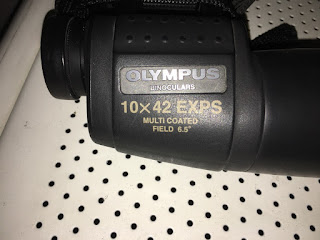 OLYMPUS
BINOCULARS
10×42 EXPS
MULTI COATED
FIELD 6.5°